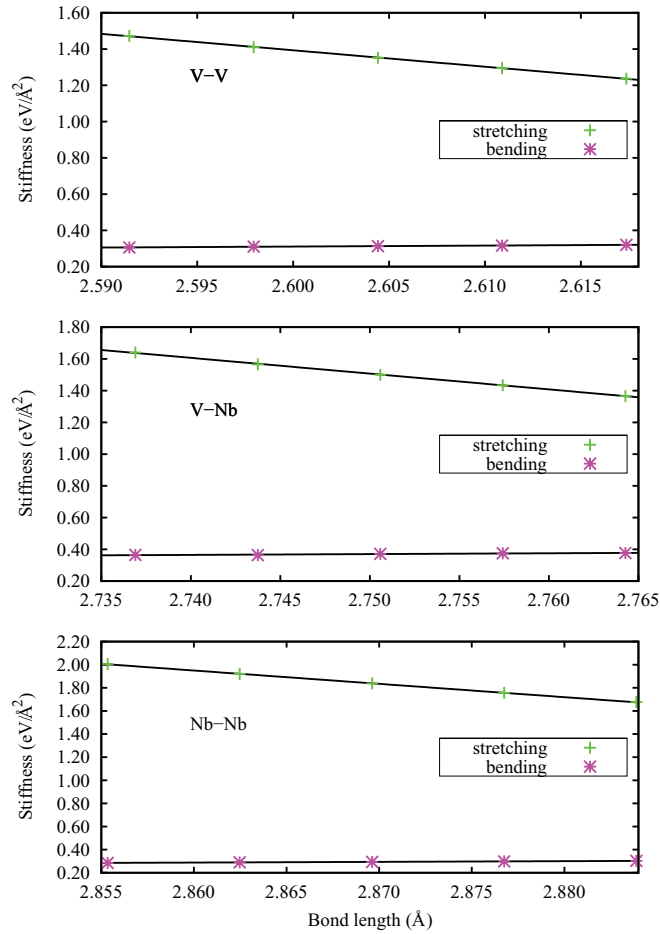 1.60
1.40
1.20
1.00
0.80
0.60
0.40
0.20
Stiffness (eV/Å²)
V−V
stretching
bending
2.590 2.595 2.600 2.605 2.610 2.615
1.80
1.60
1.40
1.20
1.00
0.80
0.60
0.40
0.20
Stiffness (eV/Å²)
V−Nb
stretching
bending
2.735 2.740 2.745 2.750 2.755 2.760 2.765
2.20
2.00
1.80
1.60
1.40
1.20
1.00
0.80
0.60
0.40
0.20
Stiffness (eV/Å²)
Nb−Nb
stretching
bending
2.855 2.860 2.865 2.870 2.875 2.880
Bond length (Å)